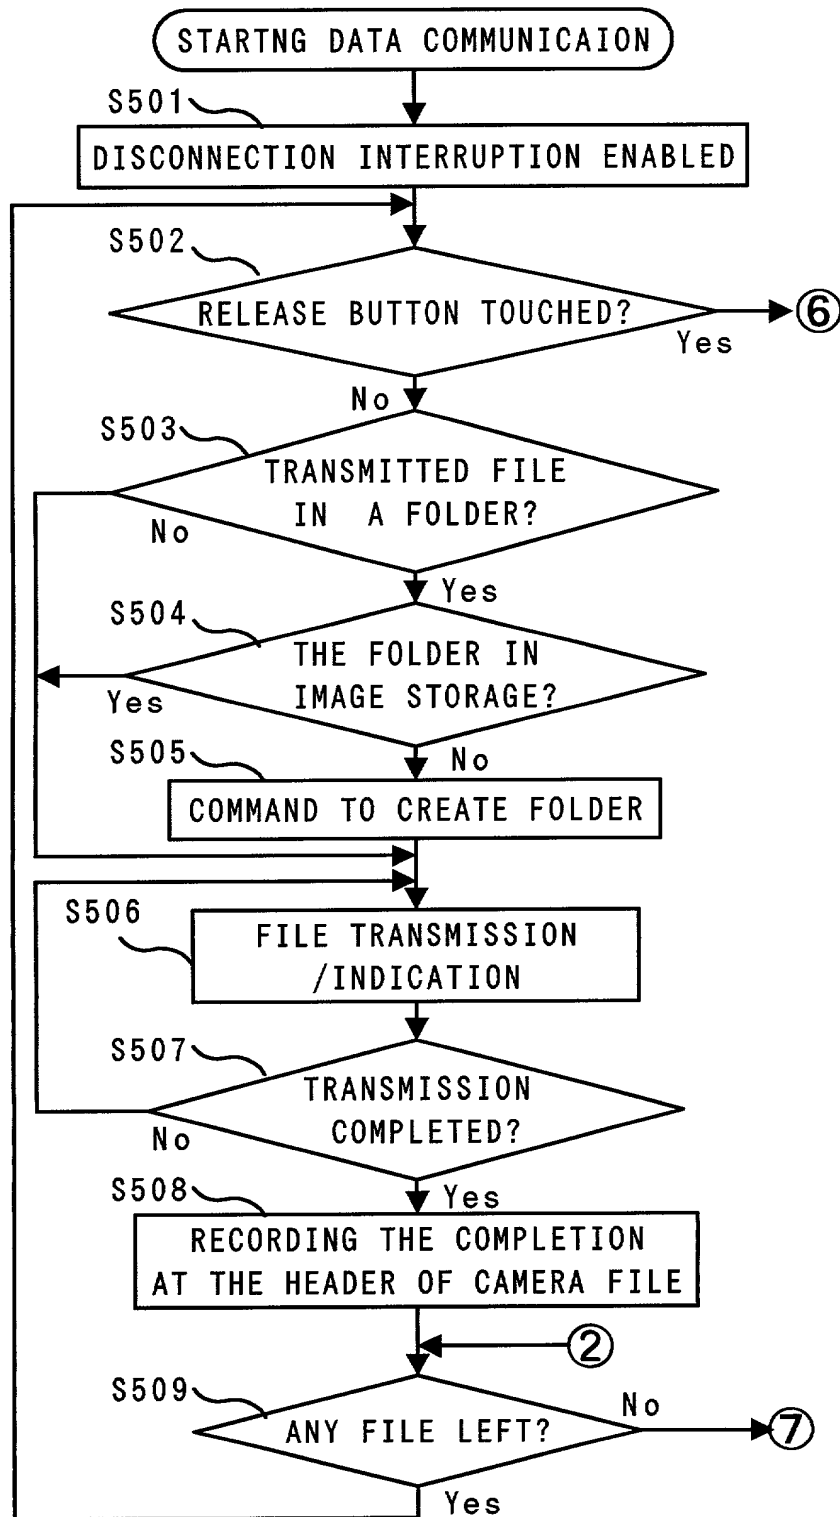 STARTNG DATA COMMUNICAION
S501
DISCONNECTION INTERRUPTION ENABLED
S502
RELEASE BUTTON TOUCHED?
⑥
Yes
No
S503
TRANSMITTED FILE
IN A FOLDER?
No
Yes
S504
THE FOLDER IN
IMAGE STORAGE?
Yes
No
S505
COMMAND TO CREATE FOLDER
S506
FILE TRANSMISSION
/INDICATION
S507
TRANSMISSION
COMPLETED?
No
Yes
S508
RECORDING THE COMPLETION
AT THE HEADER OF CAMERA FILE
②
S509
ANY FILE LEFT?
No
⑦
Yes